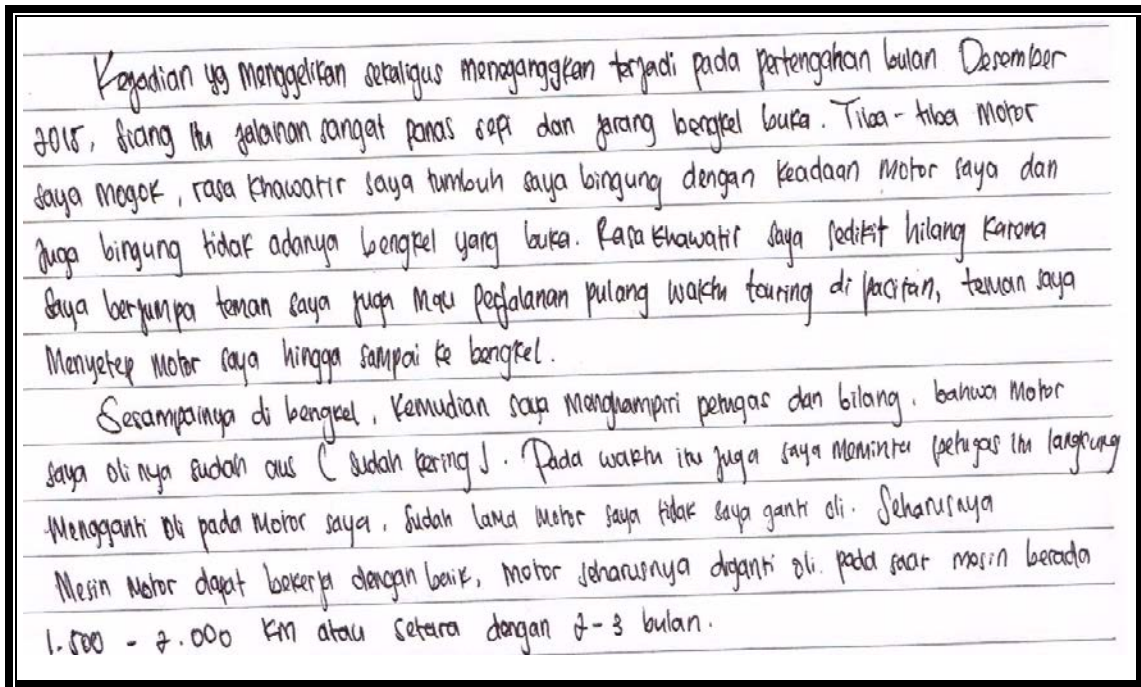 Kejadian yg menggelikan sekaligus meneganggkan terjadi pada pertengahan bulan Desember
2015, siang itu jalanan sangat panas sepi dan jarang bengkel buka. Tiba-tiba motor
saya mogok, rasa khawatir saya tumbuh saya bingung dengan keadaan motor saya dan
juga bingung tidak adanya bengkel yang buka. Rasa khawatir saya sedikit hilang karena
saya berjumpa teman saya juga mau perjalanan pulang waktu touring di pacitan, teman saya
Menyetep motor saya hingga sampai ke bengkel.
Sesampainya di bengkel, kemudian saya menghampiri petugas dan bilang, bahwa motor
saya oli nya sudah aus (sudah kering). Pada waktu itu juga saya meminta petugas itu langsung
Mengganti oli pada motor saya, sudah lama motor saya tidak saya ganti oli. Seharusnya
Mesin motor dapat bekerja dengan baik, motor seharusnya diganti oli. pada saat mesin berada
1.500 - 2.000 KM atau setara dengan 2-3 bulan.